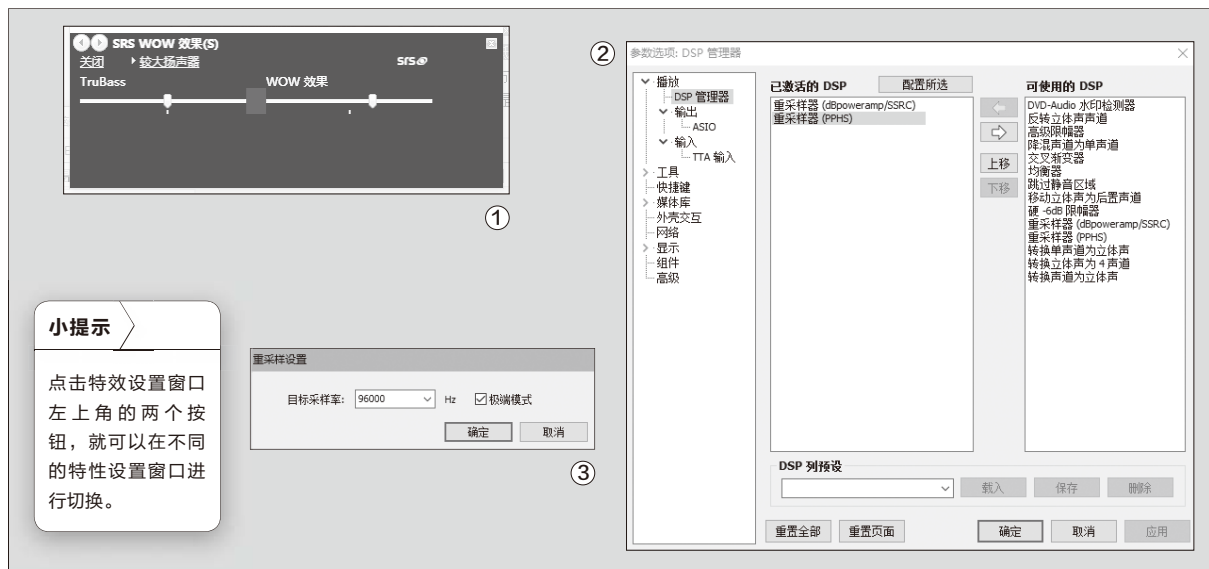 SRS WOW 效果(S)
关闭 较大扬声器 SRS
TruBass WOW 效果
①
②
参数选项: DSP 管理器
播放
DSP 管理器
输出
ASIO
输入
TTA 输入
工具
快捷键
媒体库
外壳交互
网络
显示
组件
高级
已激活的 DSP 配置所选
重采样器 (dBpoweramp/SSRC)
重采样器 (PPHS)
上移
下移
可使用的 DSP
DVD-Audio 水印检测器
反转立体声声道
高级限幅器
降混声道为单声道
交叉渐变器
均衡器
跳过静音区域
移动立体声为后置声道
硬 -6dB 限幅器
重采样器 (dBpoweramp/SSRC)
重采样器 (PPHS)
转换单声道为立体声
转换立体声为 4 声道
转换声道为立体声
DSP 列预设
载入 保存 删除
重置全部 重置页面 确定 取消 应用
小提示
点击特效设置窗口
左上角的两个按
钮，就可以在不同
的特性设置窗口进
行切换。
重采样设置
目标采样率: 96000 Hz 极端模式
确定 取消
③